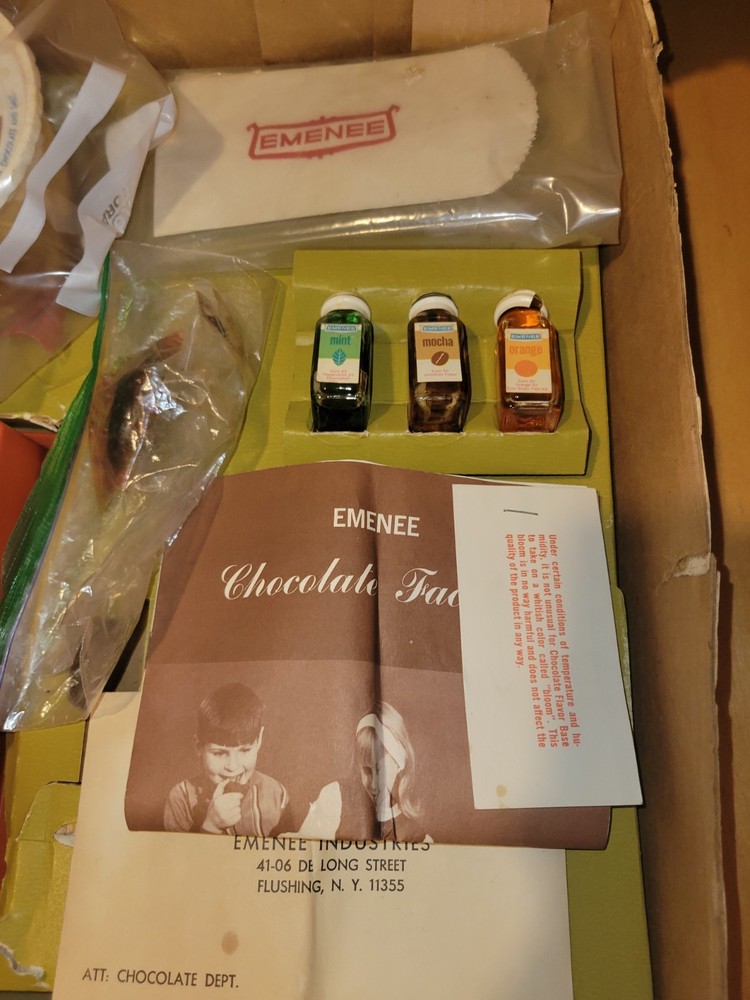 EMENEE
EMENEE
mint
EMENEE
mocha
EMENEE
orange
EMENEE
Chocolate Fac
Under certain conditions of temperature and hu-
midity, it is not unusual for Chocolate Flavor Base
to take on a whitish color called "bloom". This
bloom is in no way harmful and does not affect the
quality of the product in any way.
EMENEE INDUSTRIES
41-06 DE LONG STREET
FLUSHING, N. Y. 11355
ATT: CHOCOLATE DEPT.